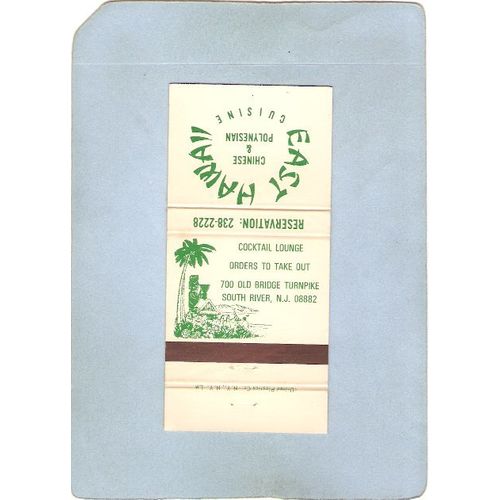 EAST HAWAII
CHINESE
&
POLYNESIAN
CUISINE
RESERVATION: 238-2228
COCKTAIL LOUNGE
ORDERS TO TAKE OUT
700 OLD BRIDGE TURNPIKE
SOUTH RIVER, N.J. 08882